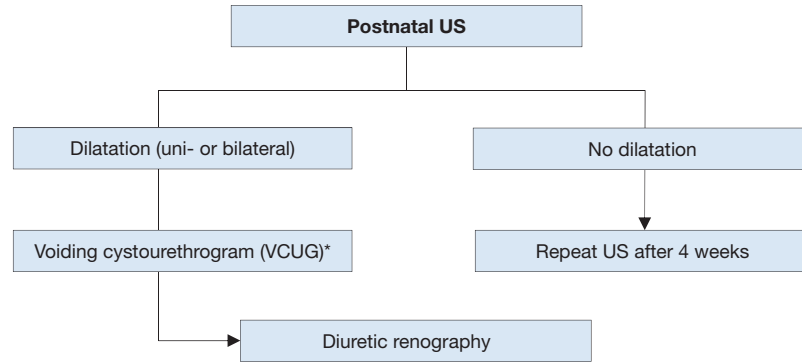 Postnatal US
Dilatation (uni- or bilateral)
No dilatation
Voiding cystourethrogram (VCUG)*
Repeat US after 4 weeks
Diuretic renography